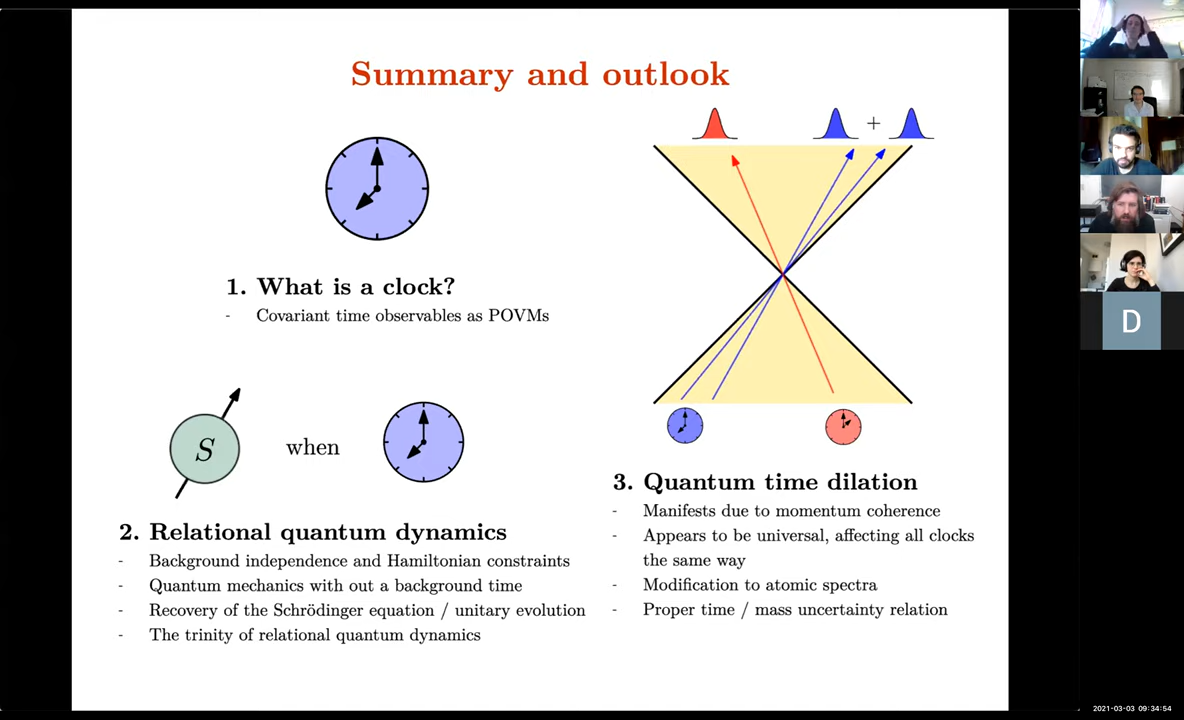 Summary and outlook
+
1. What is a clock?
- Covariant time observables as POVMs
S when
2. Relational quantum dynamics
- Background independence and Hamiltonian constraints
- Quantum mechanics with out a background time
- Recovery of the Schrödinger equation / unitary evolution
- The trinity of relational quantum dynamics
3. Quantum time dilation
- Manifests due to momentum coherence
- Appears to be universal, affecting all clocks
the same way
- Modification to atomic spectra
- Proper time / mass uncertainty relation
D
2021-03-03 09:34:54